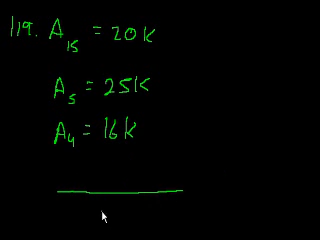 119. A₁₅ = 20K
A₅ = 25K
A₄ = 16K